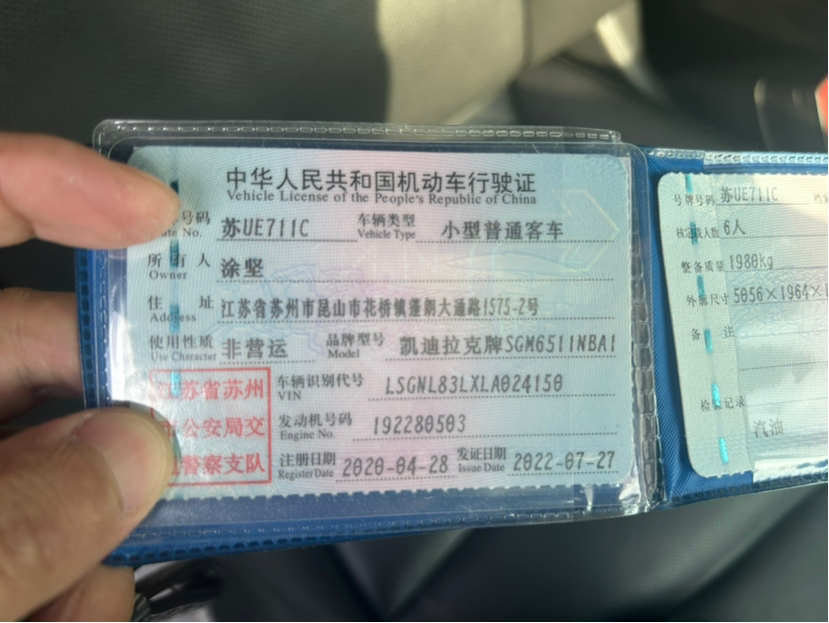 中华人民共和国机动车行驶证
Vehicle License of the People's Republic of China
号码 苏UE711C 车辆类型 小型普通客车
No. Vehicle Type
所有人 涂坚
Owner
住 址 江苏省苏州市昆山市花桥镇蓬朗大通路1575-2号
Address
使用性质 非营运 品牌型号 凯迪拉克牌SGM6511NBA1
Use Character Model
苏省苏州 车辆识别代号 LSGNL83LXLA024150
VIN
公安局交 发动机号码 192280503
Engine No.
警察支队 注册日期 2020-04-28 发证日期 2022-07-27
Register Date Issue Date
号牌号码 苏UE711C
核定载人数 6人
整备质量 1980kg
外廓尺寸 5056×1964×
备 注
检验记录
汽油